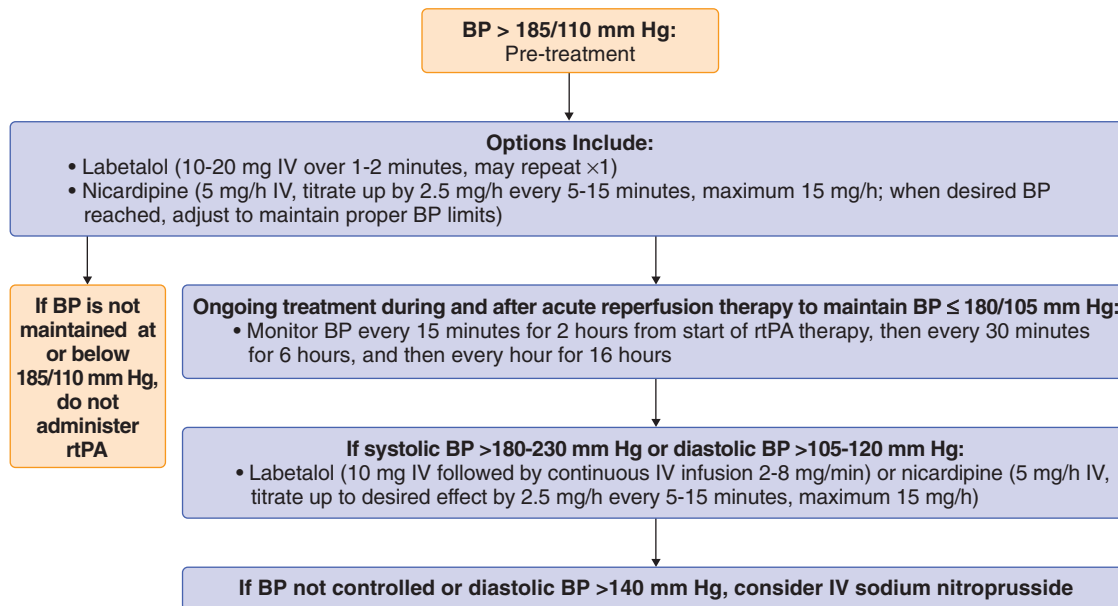 BP > 185/110 mm Hg:
Pre-treatment
Options Include:
• Labetalol (10-20 mg IV over 1-2 minutes, may repeat ×1)
• Nicardipine (5 mg/h IV, titrate up by 2.5 mg/h every 5-15 minutes, maximum 15 mg/h; when desired BP
reached, adjust to maintain proper BP limits)
If BP is not
maintained at
or below
185/110 mm Hg,
do not
administer
rtPA
Ongoing treatment during and after acute reperfusion therapy to maintain BP ≤ 180/105 mm Hg:
• Monitor BP every 15 minutes for 2 hours from start of rtPA therapy, then every 30 minutes
for 6 hours, and then every hour for 16 hours
If systolic BP >180-230 mm Hg or diastolic BP >105-120 mm Hg:
• Labetalol (10 mg IV followed by continuous IV infusion 2-8 mg/min) or nicardipine (5 mg/h IV,
titrate up to desired effect by 2.5 mg/h every 5-15 minutes, maximum 15 mg/h)
If BP not controlled or diastolic BP >140 mm Hg, consider IV sodium nitroprusside